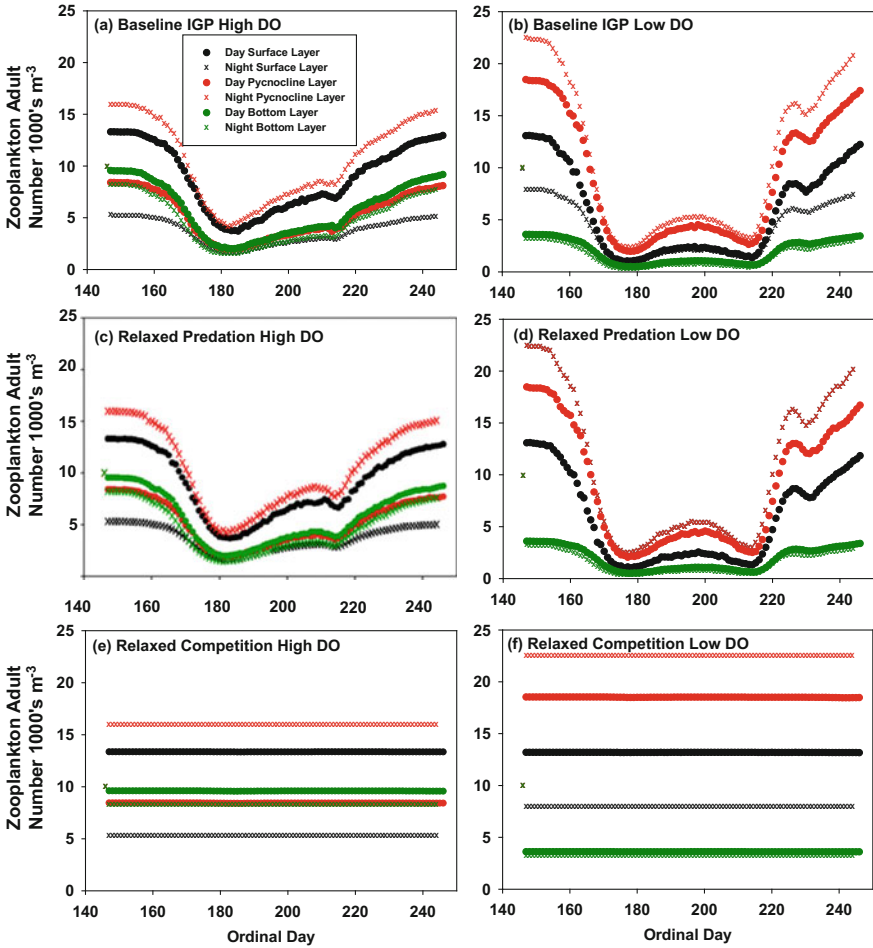 (a) Baseline IGP High DO
Day Surface Layer
Night Surface Layer
Day Pycnocline Layer
Night Pycnocline Layer
Day Bottom Layer
Night Bottom Layer
Zooplankton Adult
Number 1000's m-3
25
20
15
10
5
0
140 160 180 200 220 240
(b) Baseline IGP Low DO
25
20
15
10
5
0
140 160 180 200 220 240
(c) Relaxed Predation High DO
Zooplankton Adult
Number 1000's m-3
25
20
15
10
5
140 160 180 200 220 240
(d) Relaxed Predation Low DO
25
20
15
10
5
0
140 160 180 200 220 240
(e) Relaxed Competition High DO
Zooplankton Adult
Number 1000's m-3
25
20
15
10
5
0
140 160 180 200 220 240
Ordinal Day
(f) Relaxed Competition Low DO
25
20
15
10
5
0
140 160 180 200 220 240
Ordinal Day